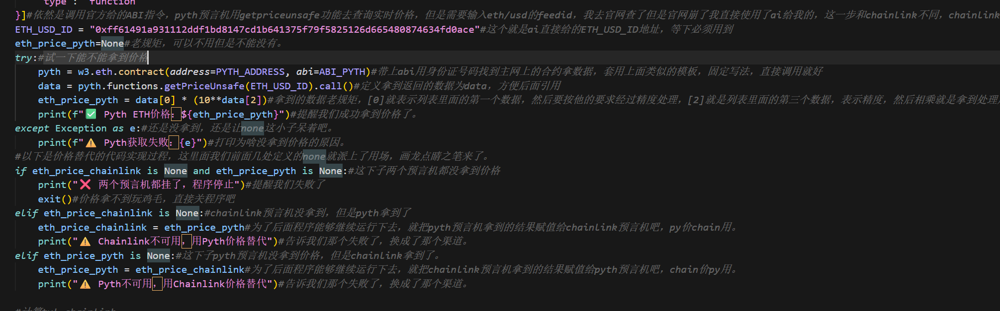 "type": "function"
}]#依然是调用官方给的ABI指令，pyth预言机用getpriceunsafe功能去查询实时价格，但是需要输入eth/usd的feedid，我去官网查了但是官网崩了我直接使用了ai给我的，这一步和chainlink不同，chainlink
ETH_USD_ID = "0xff61491a931112ddf1bd8147cd1b641375f79f5825126d665480874634fd0ace"#这个就是ai直接给的ETH_USD_ID地址，等下必须用到
eth_price_pyth=None#老规矩，可以不用但是不能没有。
try:#试一下能不能拿到价格
    pyth = w3.eth.contract(address=PYTH_ADDRESS, abi=ABI_PYTH)#带上abi用身份证号码找到主网上的合约拿数据，套用上面类似的模板，固定写法，直接调用就好
    data = pyth.functions.getPriceUnsafe(ETH_USD_ID).call()#定义拿到返回的数据为data，方便后面引用
    eth_price_pyth = data[0] * (10**data[2])#拿到的数据老规矩，[0]就表示列表里面的第一个数据，然后要按他的要求经过精度处理，[2]就是列表里面的第三个数据，表示精度，然后相乘就是拿到处理
    print(f"✅ Pyth ETH价格：${eth_price_pyth}")#提醒我们成功拿到价格了。
except Exception as e:#还是没拿到，还是让none这小子呆着吧。
    print(f"⚠️ Pyth获取失败：{e}")#打印为啥没拿到价格的原因。
#以下是价格替代的代码实现过程，这里面我们前面几处定义的none就派上了用场，画龙点睛之笔来了。
if eth_price_chainlink is None and eth_price_pyth is None:#这下子两个预言机都没拿到价格
    print("❌ 两个预言机都挂了，程序停止")#提醒我们失败了
    exit()#价格拿不到玩鸡毛，直接关程序吧
elif eth_price_chainlink is None:#chainlink预言机没拿到，但是pyth拿到了
    eth_price_chainlink = eth_price_pyth#为了后面程序能够继续运行下去，就把pyth预言机拿到的结果赋值给chainlink预言机吧，py价chain用。
    print("⚠️ Chainlink不可用，用Pyth价格替代")#告诉我们那个失败了，换成了那个渠道。
elif eth_price_pyth is None:#这下子pyth预言机没拿到价格，但是chainlink拿到了。
    eth_price_pyth = eth_price_chainlink#为了后面程序能够继续运行下去，就把chainlink预言机拿到的结果赋值给pyth预言机吧，chain价py用。
    print("⚠️ Pyth不可用，用Chainlink价格替代")#告诉我们那个失败了，换成了那个渠道。